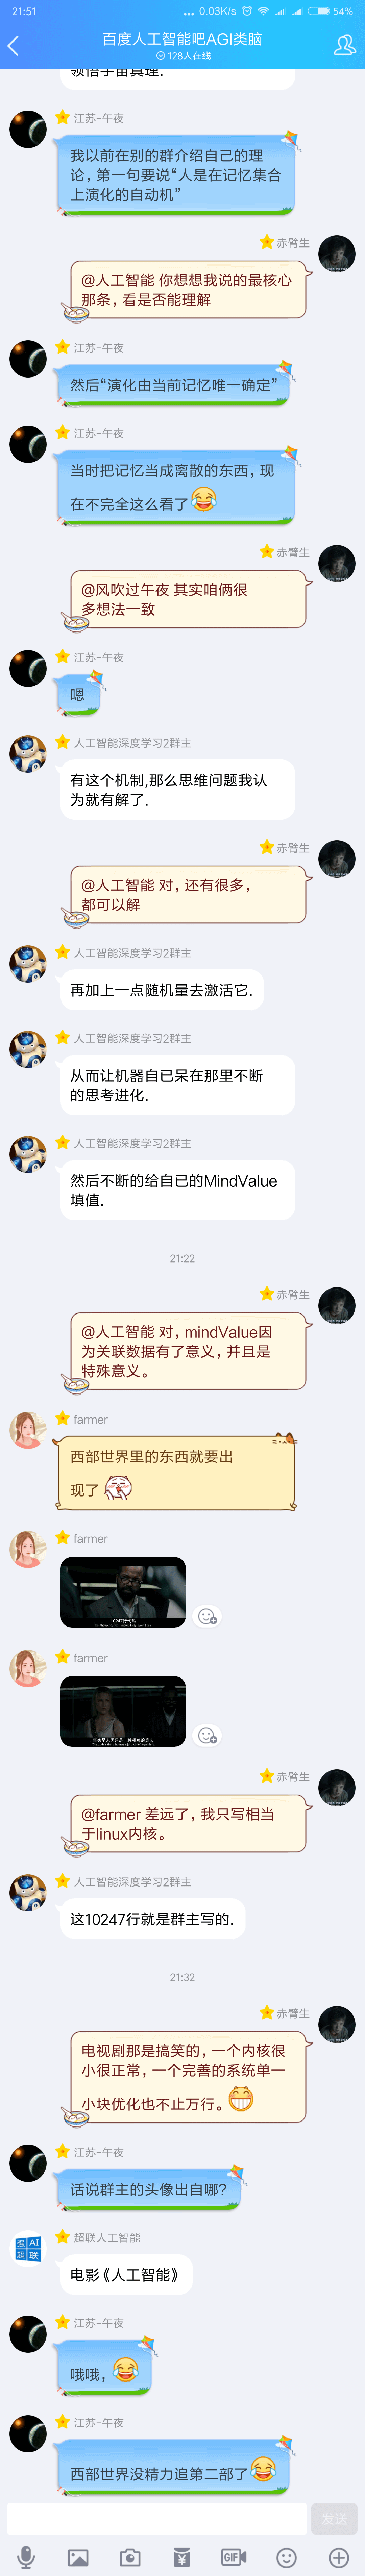 21:51
0.03K/s
54%
百度人工智能吧AGI类脑
128人在线
领悟宇宙真理.
江苏-午夜
我以前在别的群介绍自己的理
论，第一句要说“人是在记忆集合
上演化的自动机”
赤臂生
@人工智能 你想想我说的最核心
那条，看是否能理解
江苏-午夜
然后“演化由当前记忆唯一确定”
江苏-午夜
当时把记忆当成离散的东西，现
在不完全这么看了
赤臂生
@风吹过午夜 其实咱俩很
多想法一致
江苏-午夜
嗯
人工智能深度学习2群主
有这个机制,那么思维问题我认
为就有解了.
赤臂生
@人工智能 对，还有很多，
都可以解
人工智能深度学习2群主
再加上一点随机量去激活它.
人工智能深度学习2群主
从而让机器自已呆在那里不断
的思考进化.
人工智能深度学习2群主
然后不断的给自已的MindValue
填值.
21:22
赤臂生
@人工智能 对，mindValue因
为关联数据有了意义，并且是
特殊意义。
farmer
西部世界里的东西就要出
现了
farmer
10247行代码
farmer
赤臂生
@farmer 差远了，我只写相当
于linux内核。
人工智能深度学习2群主
这10247行就是群主写的.
21:32
赤臂生
电视剧那是搞笑的，一个内核很
小很正常，一个完善的系统单一
小块优化也不止万行。
江苏-午夜
话说群主的头像出自哪?
强AI
超联
超联人工智能
电影《人工智能》
江苏-午夜
哦哦，
江苏-午夜
西部世界没精力追第二部了
发送
GIF